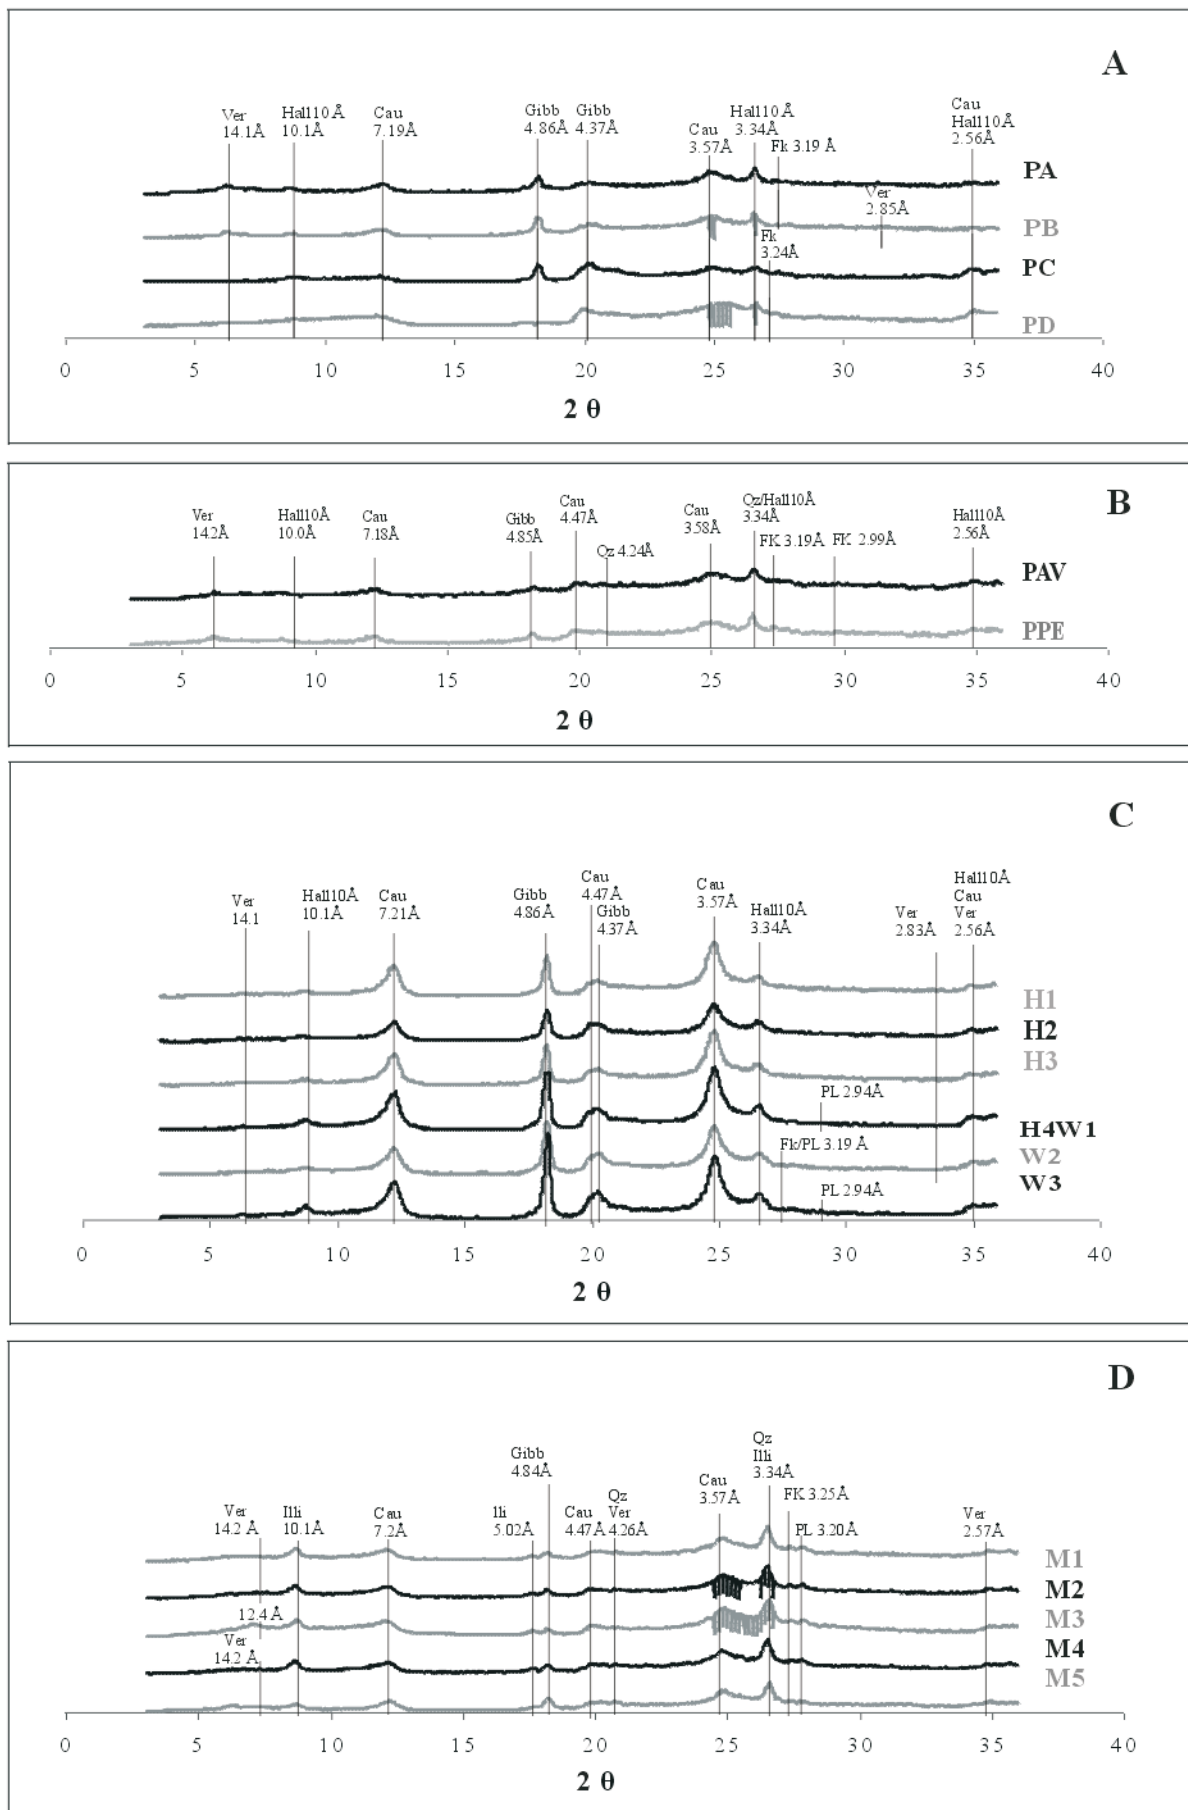 A
Ver
14.1Å
Hall10 Å
10.1Å
Cau
7.19Å
Gibb
4.86Å
Gibb
4.37Å
Cau
3.57Å
Hall10Å
3.34Å
Fk 3.19 Å
Cau
Hall10Å
2.56Å
PA
Ver
2.85Å
PB
Fk
3.24Å
PC
PD
0 5 10 15 20 25 30 35 40
2 θ
B
Ver
14.2Å
Hall10Å
10.0Å
Cau
7.18Å
Gibb
4.85Å
Cau
4.47Å
Qz 4.24Å
Cau
3.58Å
Qz/Hall10Å
3.34Å
FK 3.19Å
FK 2.99Å
Hall10Å
2.56Å
PAV
PPE
0 5 10 15 20 25 30 35 40
2 θ
C
Ver
14.1
Hall10Å
10.1Å
Cau
7.21Å
Gibb
4.86Å
Cau
4.47Å
Gibb
4.37Å
Cau
3.57Å
Hall10Å
3.34Å
Ver
2.83Å
Hall10Å
Cau
Ver
2.56Å
H1
H2
H3
PL 2.94Å
H4W1
Fk/PL 3.19 Å
W2
PL 2.94Å
W3
0 5 10 15 20 25 30 35 40
2 θ
D
Ver
14.2 Å
Illi
10.1Å
Cau
7.2Å
Ili
5.02Å
Gibb
4.84Å
Cau
4.47Å
Qz
Ver
4.26Å
Cau
3.57Å
Qz
Illi
3.34Å
FK 3.25Å
PL 3.20Å
Ver
2.57Å
M1
M2
12.4 Å
M3
Ver
14.2 Å
M4
M5
0 5 10 15 20 25 30 35 40
2 θ